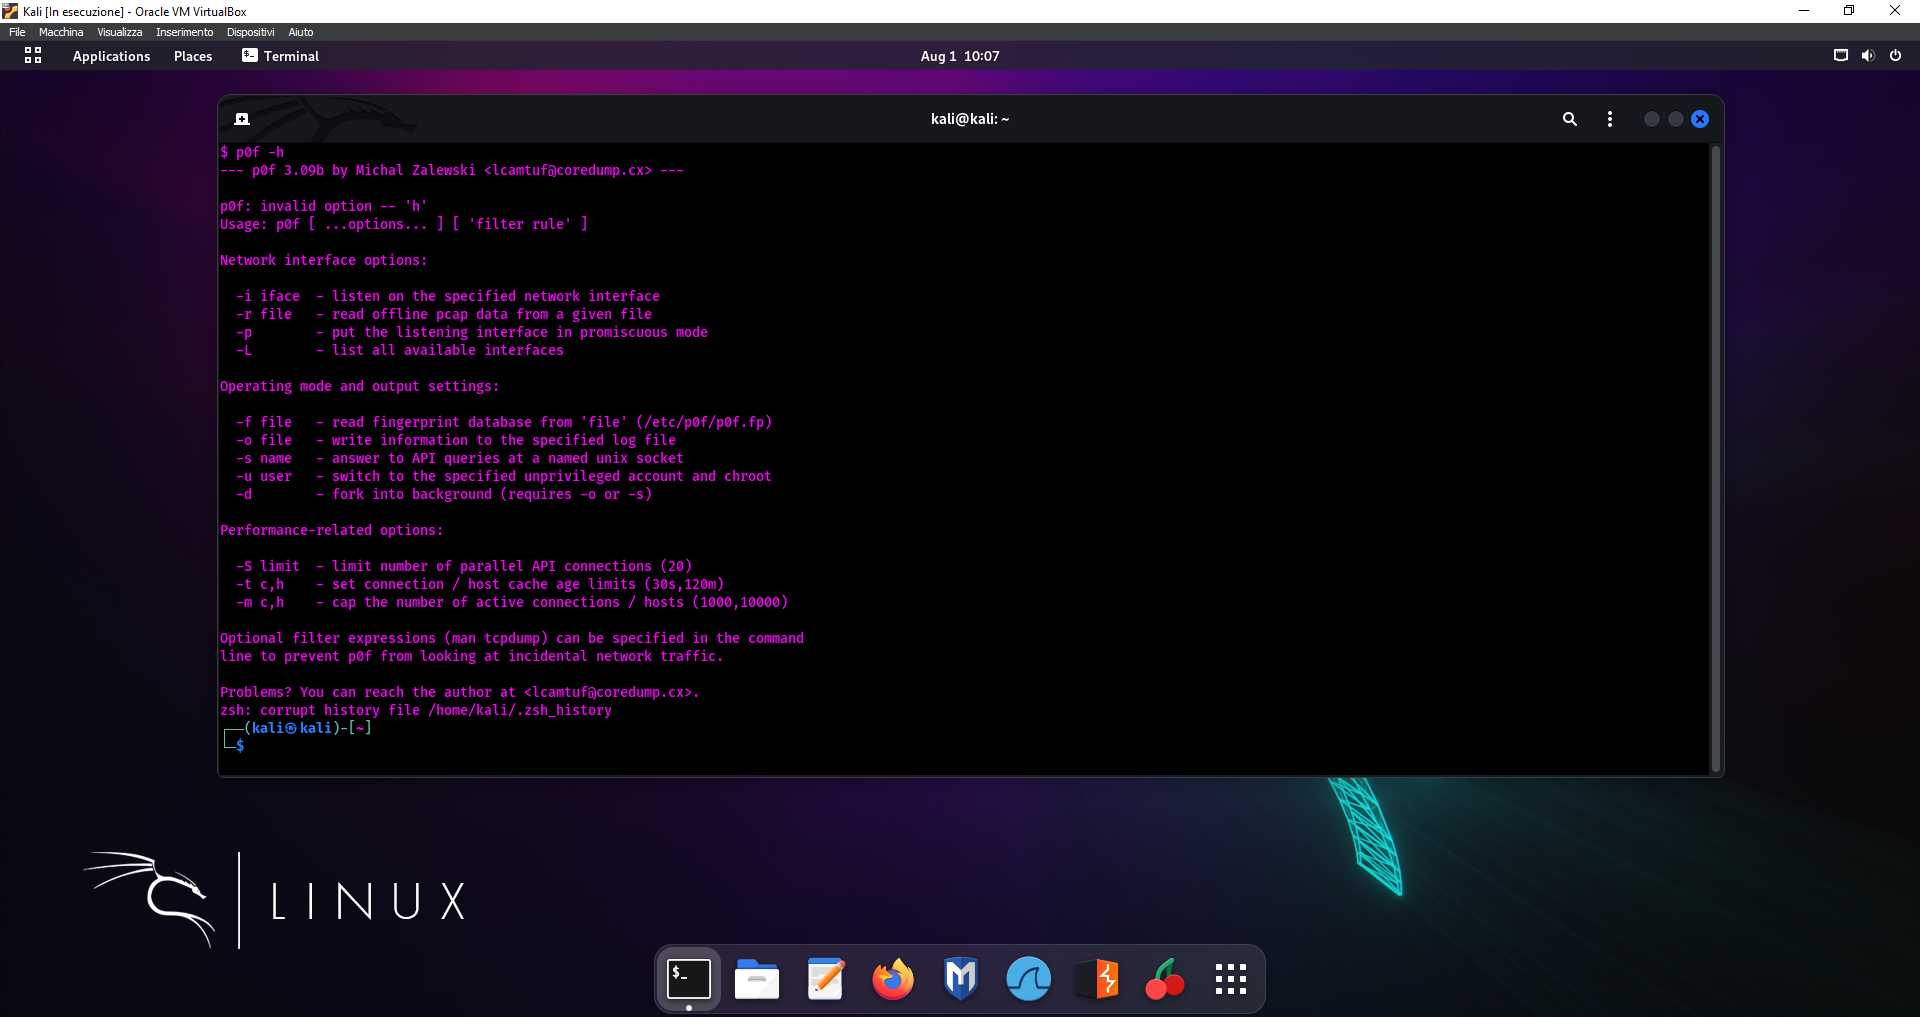 Kali [In esecuzione] - Oracle VM VirtualBox
File Macchina Visualizza Inserimento Dispositivi Aiuto
Applications Places Terminal Aug 1 10:07
kali@kali: ~
$ p0f -h
--- p0f 3.09b by Michal Zalewski <lcamtuf@coredump.cx> ---
p0f: invalid option -- 'h'
Usage: p0f [ ...options... ] [ 'filter rule' ]
Network interface options:
-i iface - listen on the specified network interface
-r file - read offline pcap data from a given file
-p - put the listening interface in promiscuous mode
-L - list all available interfaces
Operating mode and output settings:
-f file - read fingerprint database from 'file' (/etc/p0f/p0f.fp)
-o file - write information to the specified log file
-s name - answer to API queries at a named unix socket
-u user - switch to the specified unprivileged account and chroot
-d - fork into background (requires -o or -s)
Performance-related options:
-S limit - limit number of parallel API connections (20)
-t c,h - set connection / host cache age limits (30s,120m)
-m c,h - cap the number of active connections / hosts (1000,10000)
Optional filter expressions (man tcpdump) can be specified in the command
line to prevent p0f from looking at incidental network traffic.
Problems? You can reach the author at <lcamtuf@coredump.cx>.
zsh: corrupt history file /home/kali/.zsh_history
┌──(kali㉿kali)-[~]
└─$
LINUX
$_